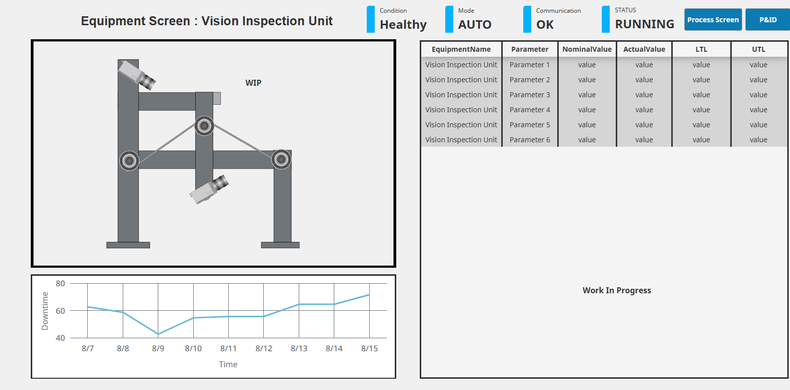 Equipment Screen : Vision Inspection Unit
Condition
Healthy
Mode
AUTO
Communication
OK
STATUS
RUNNING
Process Screen
P&ID
WIP
EquipmentName Parameter NominalValue ActualValue LTL UTL
Vision Inspection Unit Parameter 1 value value value value
Vision Inspection Unit Parameter 2 value value value value
Vision Inspection Unit Parameter 3 value value value value
Vision Inspection Unit Parameter 4 value value value value
Vision Inspection Unit Parameter 5 value value value value
Vision Inspection Unit Parameter 6 value value value value
Work In Progress
Downtime
80
60
40
8/7 8/8 8/9 8/10 8/11 8/12 8/13 8/14 8/15
Time